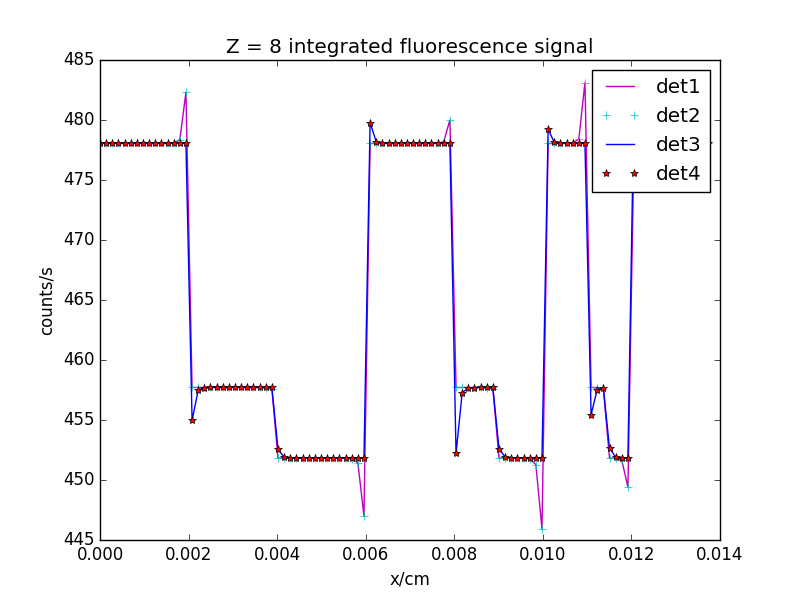 Z = 8 integrated fluorescence signal
485
480
475
470
465
460
455
450
445
counts/s
det1
det2
det3
det4
0.000 0.002 0.004 0.006 0.008 0.010 0.012 0.014
x/cm